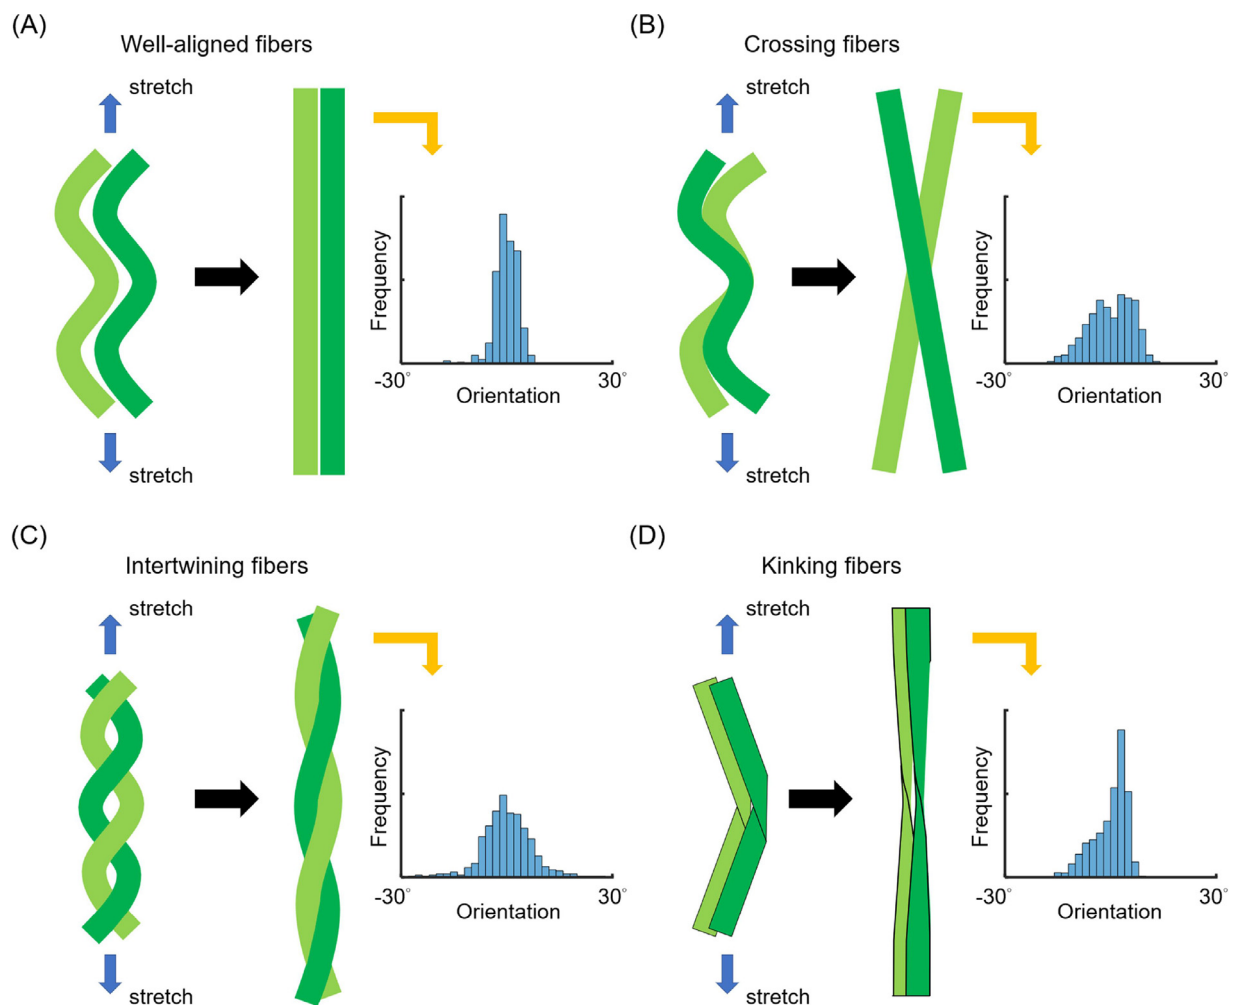 (A)
Well-aligned fibers
stretch
stretch
Frequency
-30°
30°
Orientation
(B)
Crossing fibers
stretch
stretch
Frequency
-30°
30°
Orientation
(C)
Intertwining fibers
stretch
stretch
Frequency
-30°
30°
Orientation
(D)
Kinking fibers
stretch
stretch
Frequency
-30°
30°
Orientation